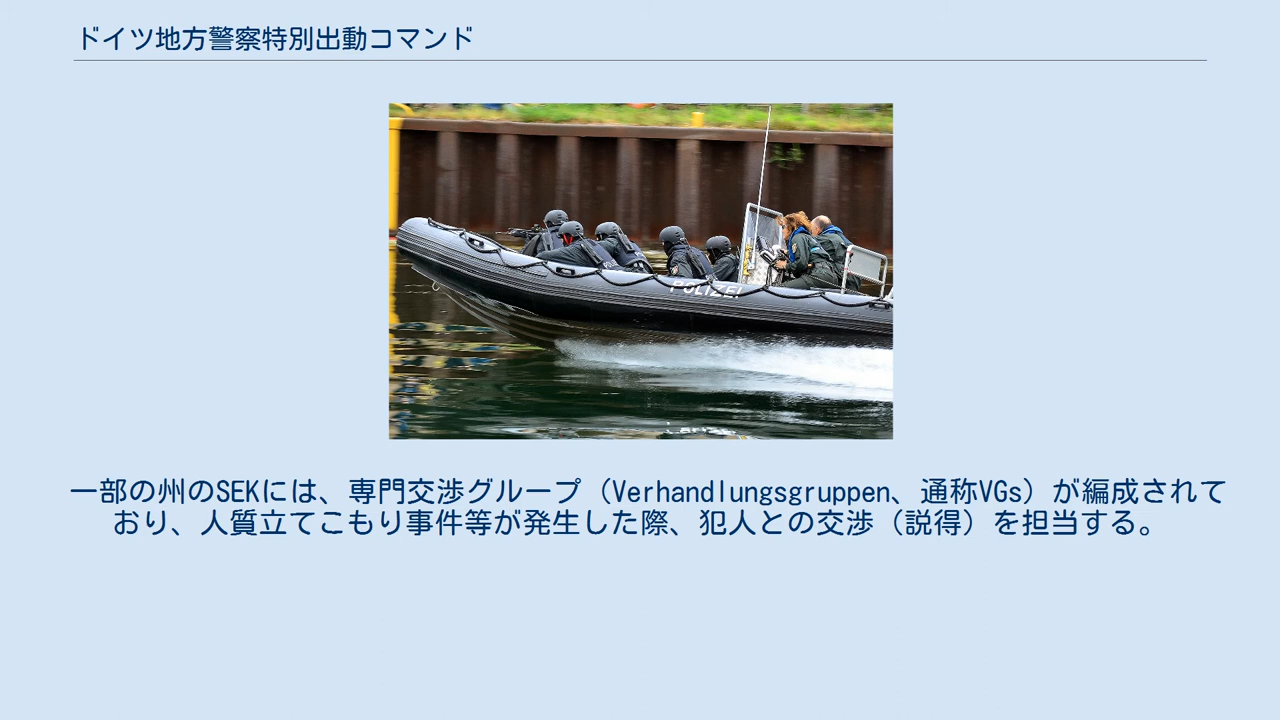 ドイツ地方警察特別出動コマンド
POLIZEI
一部の州のSEKには、専門交渉グループ（Verhandlungsgruppen、通称VGs）が編成されて
おり、人質立てこもり事件等が発生した際、犯人との交渉（説得）を担当する。